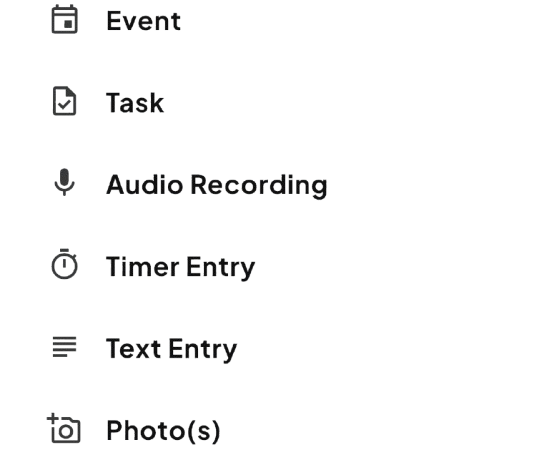 Event
Task
Audio Recording
Timer Entry
Text Entry
Photo(s)